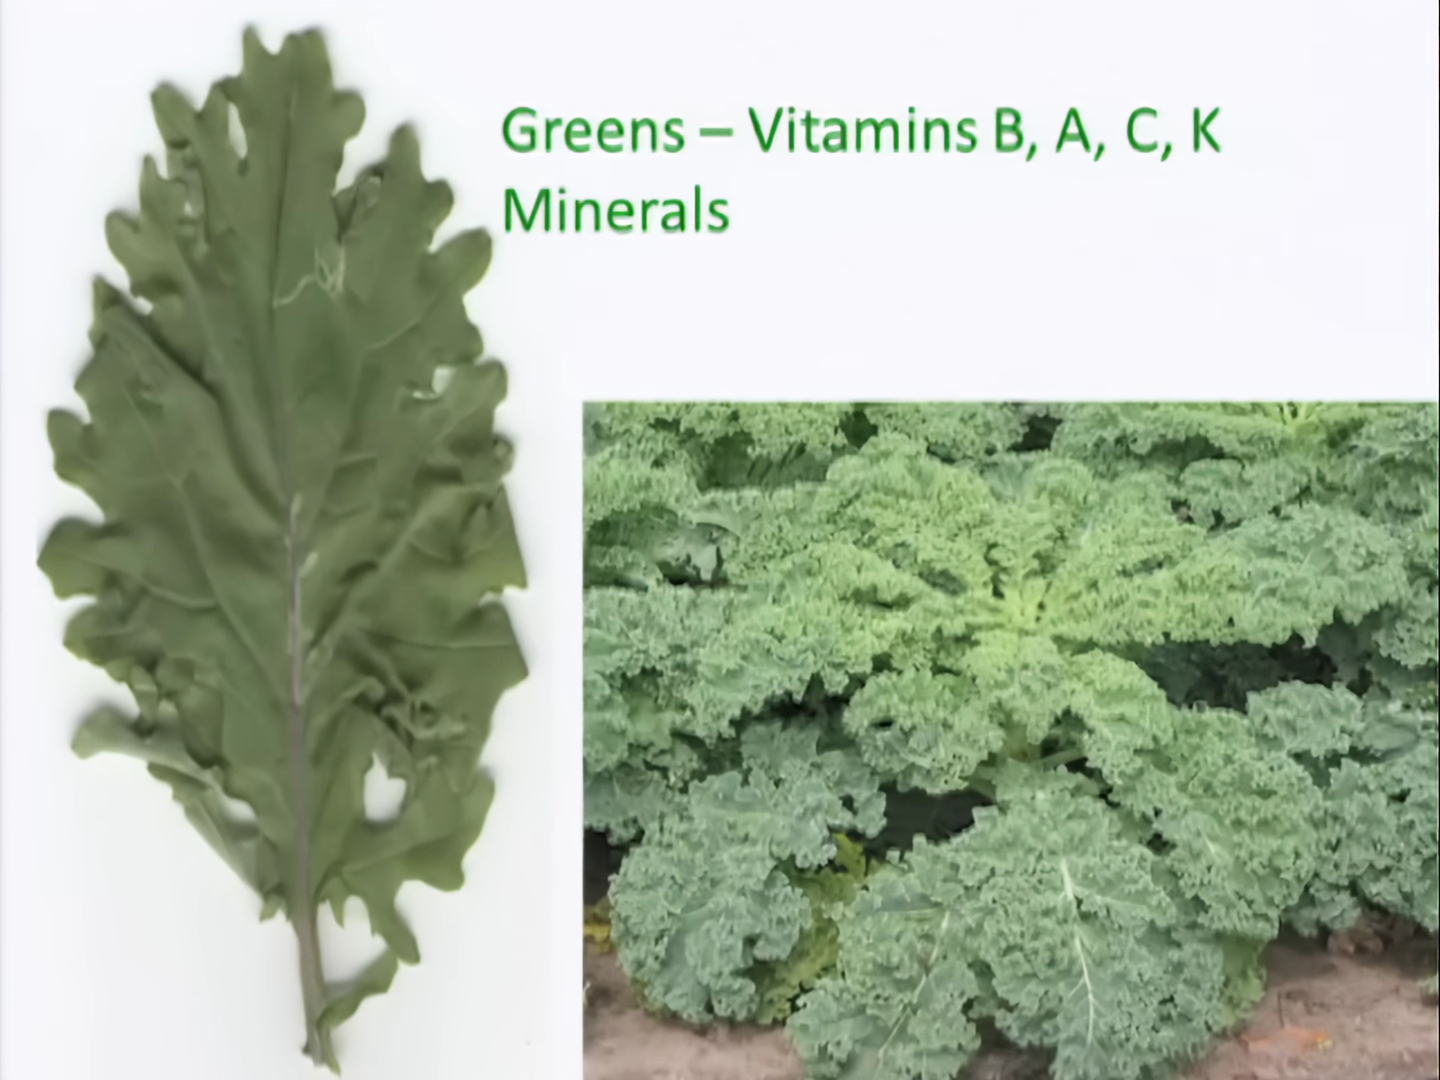 Greens – Vitamins B, A, C, K
Minerals